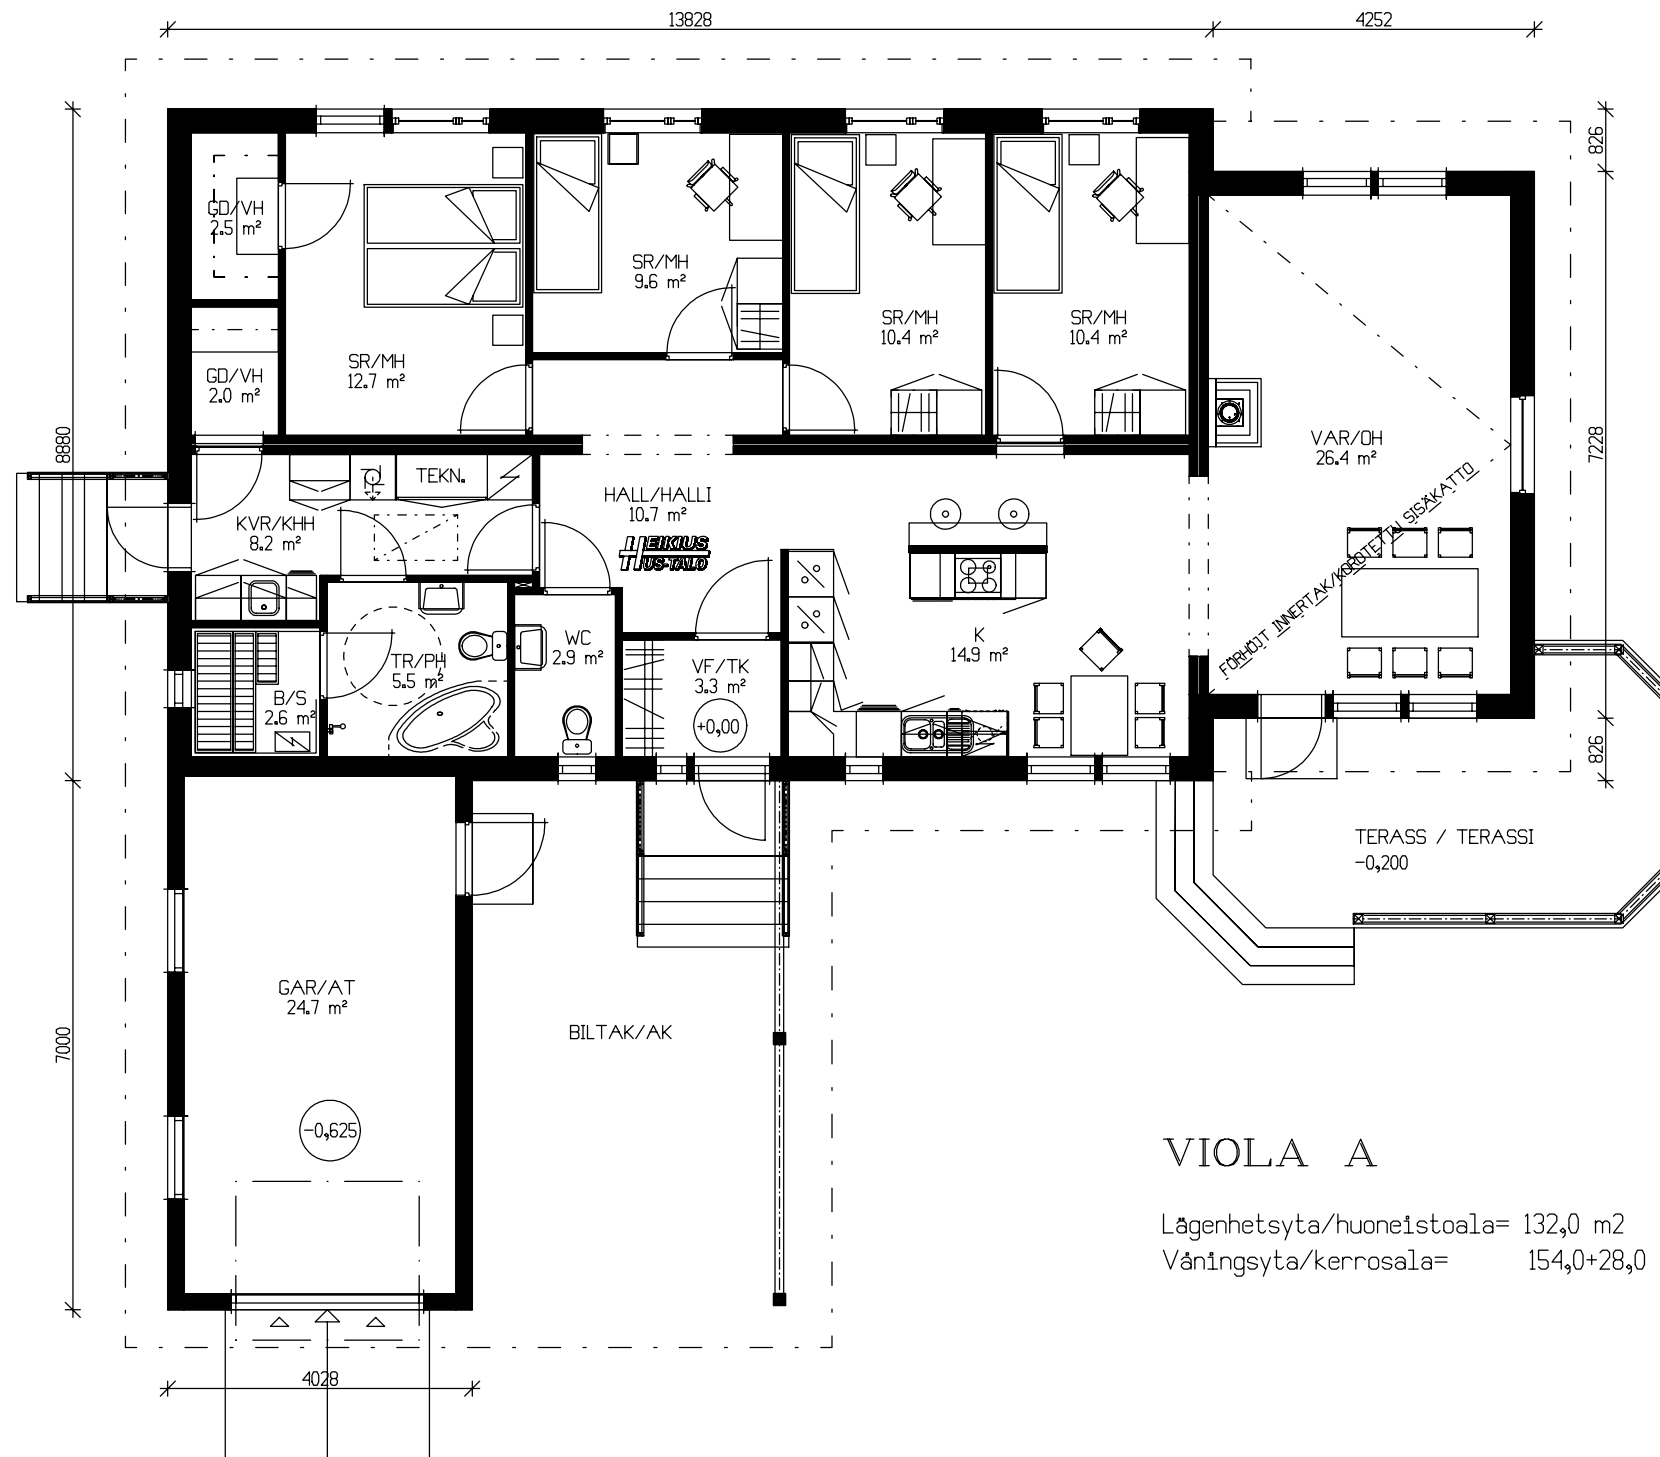 13828
4252
826
GD/VH
2.5 m²
SR/MH
9.6 m²
SR/MH
10.4 m²
SR/MH
10.4 m²
SR/MH
12.7 m²
GD/VH
2.0 m²
8880
7228
VAR/OH
26.4 m²
FÖRHÖJT INNERTAK/KOROTETTU SISÄKATTO
TEKN.
HALL/HALLI
10.7 m²
KVR/KHH
8.2 m²
HEIKIUS
HUS-TALO
K
14.9 m²
WC
2.9 m²
TR/PH
5.5 m²
VF/TK
3.3 m²
+0,00
B/S
2.6 m²
826
TERASS / TERASSI
-0,200
GAR/AT
24.7 m²
7000
BILTAK/AK
-0,625
VIOLA A
Lägenhetsyta/huoneistoala= 132,0 m2
Våningsyta/kerrosala= 154,0+28,0
4028